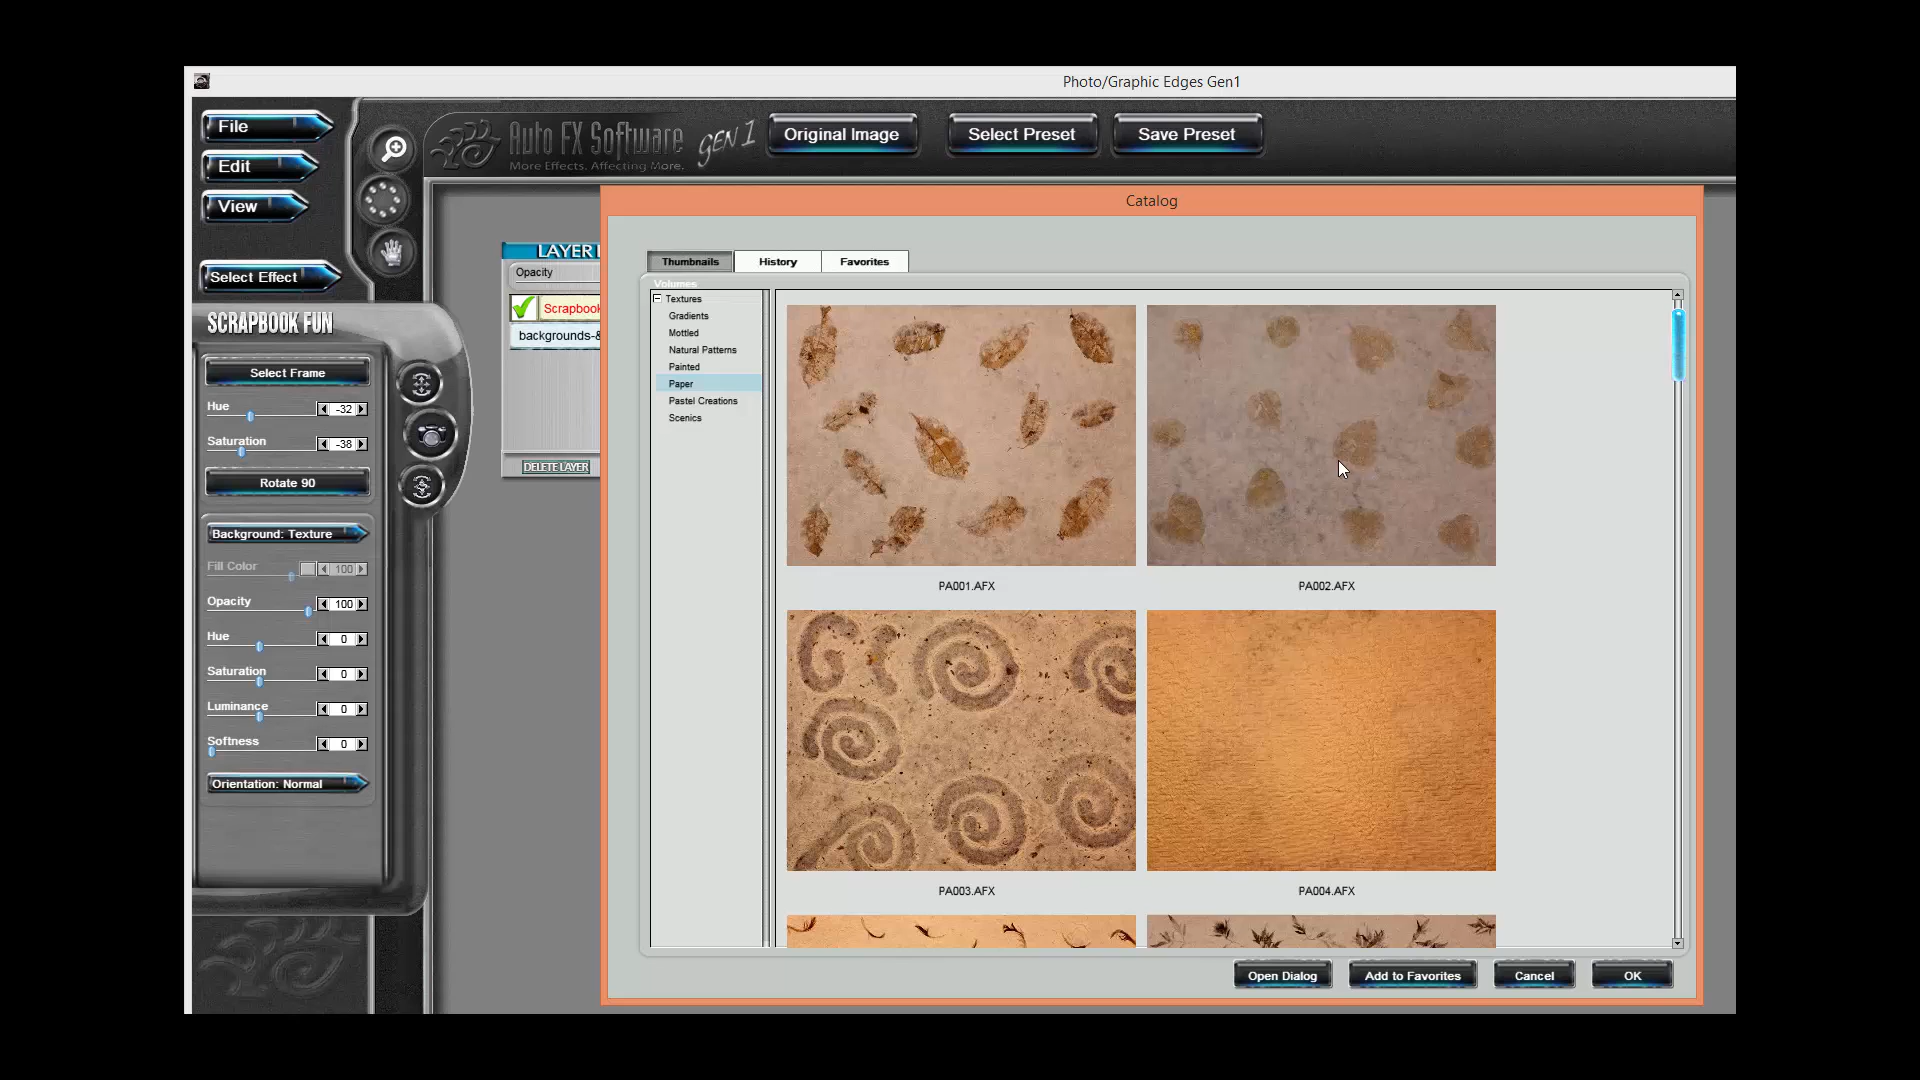 Photo/Graphic Edges Gen1
File
Edit
View
Auto FX Software
More Effects. Affecting More.
GEN 1
Original Image
Select Preset
Save Preset
Select Effect
SCRAPBOOK FUN
Select Frame
Hue
-32
Saturation
-38
Rotate 90
Background: Texture
Fill Color
100
Opacity
100
Hue
0
Saturation
0
Luminance
0
Softness
0
Orientation: Normal
LAYER
Opacity
Scrapbook
backgrounds-
DELETE LAYER
Catalog
Thumbnails
History
Favorites
Volumes
Textures
Gradients
Mottled
Natural Patterns
Painted
Paper
Pastel Creations
Scenics
PA001.AFX
PA002.AFX
PA003.AFX
PA004.AFX
Open Dialog
Add to Favorites
Cancel
OK